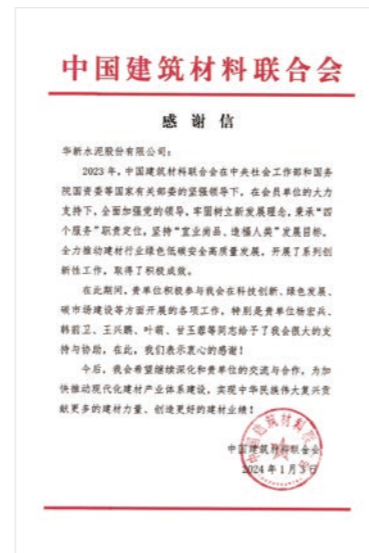 中国建筑材料联合会
感谢信
华新水泥股份有限公司：
2023年，中国建筑材料联合会在中央社会工作部和国务
院国资委等国家有关部委的坚强领导下，在会员单位的大力
支持下，全面加强党的领导，牢固树立新发展理念，秉承“四
个服务”职责定位，坚持“宜业尚品、造福人类”发展目标，
全力推动建材行业绿色低碳安全高质量发展，开展了系列创
新性工作，取得了积极成效。
在此期间，贵单位积极参与我会在科技创新、绿色发展、
碳市场建设等方面开展的各项工作，特别是贵单位杨宏兵、
韩前卫、王兴鹏、叶萌、甘玉蓉等同志给予了我会很大的支
持与协助，在此，我们表示衷心的感谢！
今后，我会希望继续深化和贵单位的交流与合作，为加
快推动现代化建材产业体系建设，实现中华民族伟大复兴贡
献更多的建材力量、创造更好的建材业绩！
中国建筑材料联合会
2024年1月3日